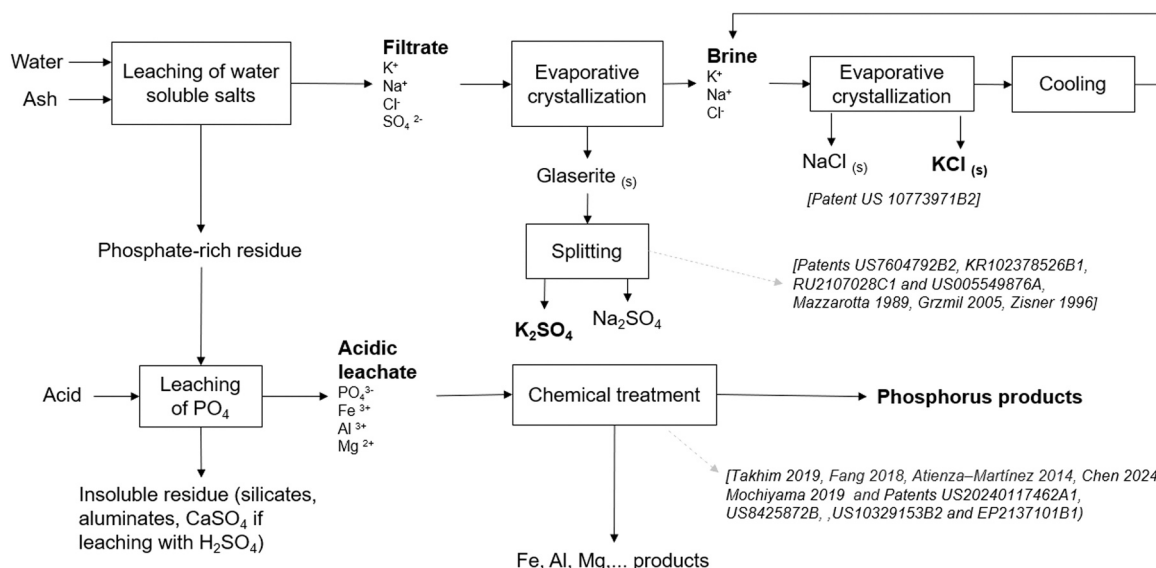 Water
Ash
Leaching of water
soluble salts
Filtrate
K⁺
Na⁺
Cl⁻
SO₄ ²⁻
Evaporative
crystallization
Brine
K⁺
Na⁺
Cl⁻
Evaporative
crystallization
Cooling
NaCl (s)
KCl (s)
[Patent US 10773971B2]
Glaserite (s)
Splitting
K₂SO₄
Na₂SO₄
[Patents US7604792B2, KR102378526B1,
RU2107028C1 and US005549876A,
Mazzarotta 1989, Grzmil 2005, Zisner 1996]
Phosphate-rich residue
Acid
Leaching
of PO₄
Acidic
leachate
PO₄³⁻
Fe ³⁺
Al ³⁺
Mg ²⁺
Chemical treatment
Phosphorus products
[Takhim 2019, Fang 2018, Atienza–Martínez 2014, Chen 2024
Mochiyama 2019 and Patents US20240117462A1,
US8425872B, ,US10329153B2 and EP2137101B1)
Insoluble residue (silicates,
aluminates, CaSO₄ if
leaching with H₂SO₄)
Fe, Al, Mg,... products